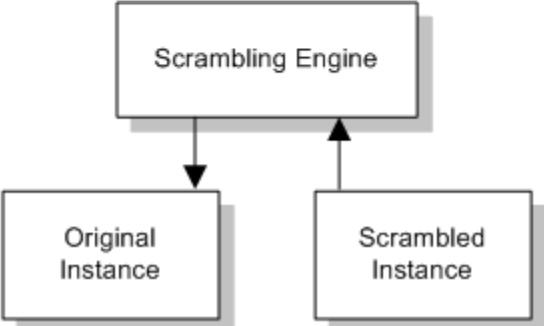 Scrambling Engine
Original
Instance
Scrambled
Instance